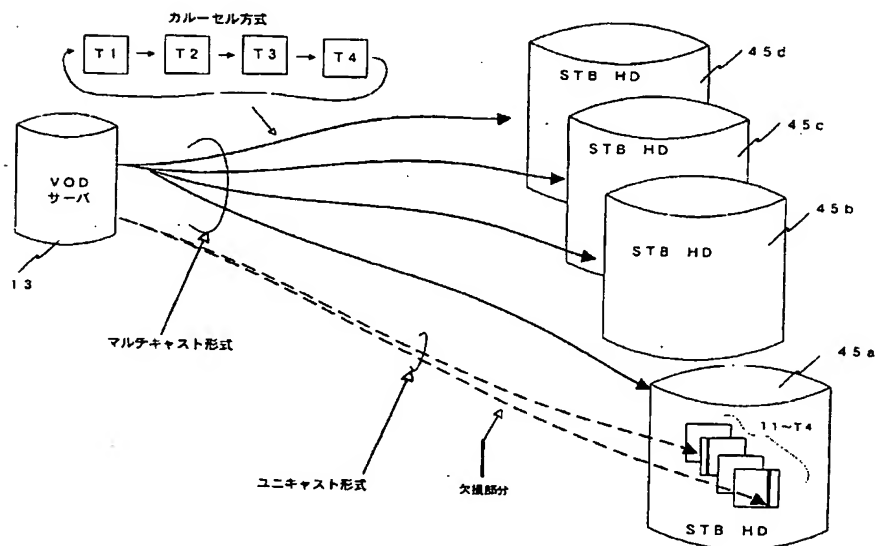 カルーセル方式
T1
T2
T3
T4
VOD
サーバ
13
マルチキャスト形式
ユニキャスト形式
欠損部分
STB HD
45d
STB HD
45c
STB HD
45b
45a
11~T4
STB HD